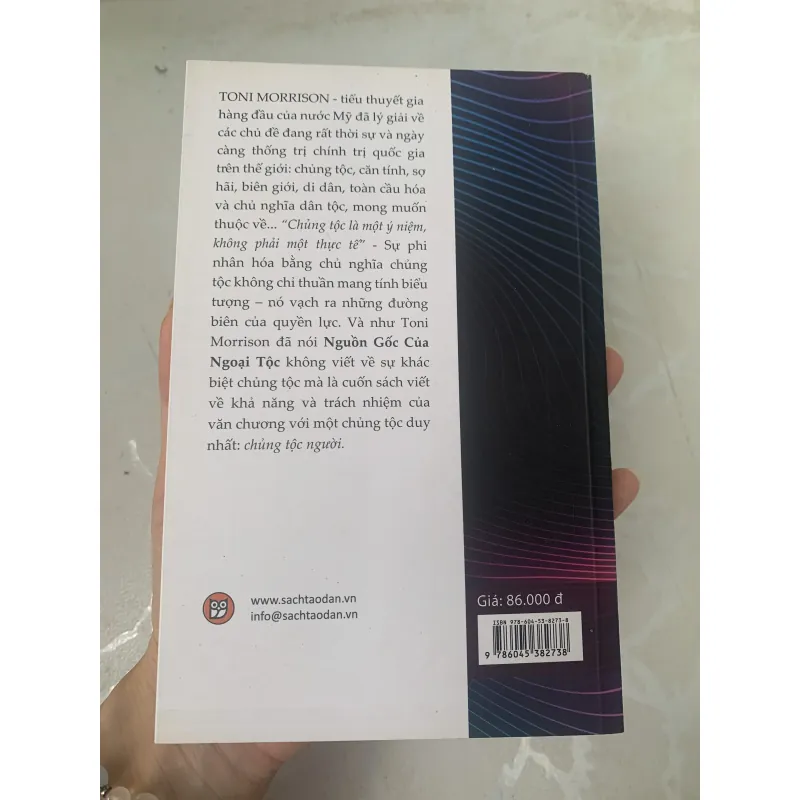 TONI MORRISON - tiểu thuyết gia
hàng đầu của nước Mỹ đã lý giải về
các chủ đề đang rất thời sự và ngày
càng thống trị chính trị quốc gia
trên thế giới: chủng tộc, căn tính, sợ
hãi, biên giới, di dân, toàn cầu hóa
và chủ nghĩa dân tộc, mong muốn
thuộc về... “Chủng tộc là một ý niệm,
không phải một thực tế” - Sự phi
nhân hóa bằng chủ nghĩa chủng
tộc không chỉ thuần mang tính biểu
tượng – nó vạch ra những đường
biên của quyền lực. Và như Toni
Morrison đã nói Nguồn Gốc Của
Ngoại Tộc không viết về sự khác
biệt chủng tộc mà là cuốn sách viết
về khả năng và trách nhiệm của
văn chương với một chủng tộc duy
nhất: chủng tộc người.
www.sachtaodan.vn
info@sachtaodan.vn
Giá: 86.000 đ
ISBN 978-604-53-8273-8
9 786045 382738